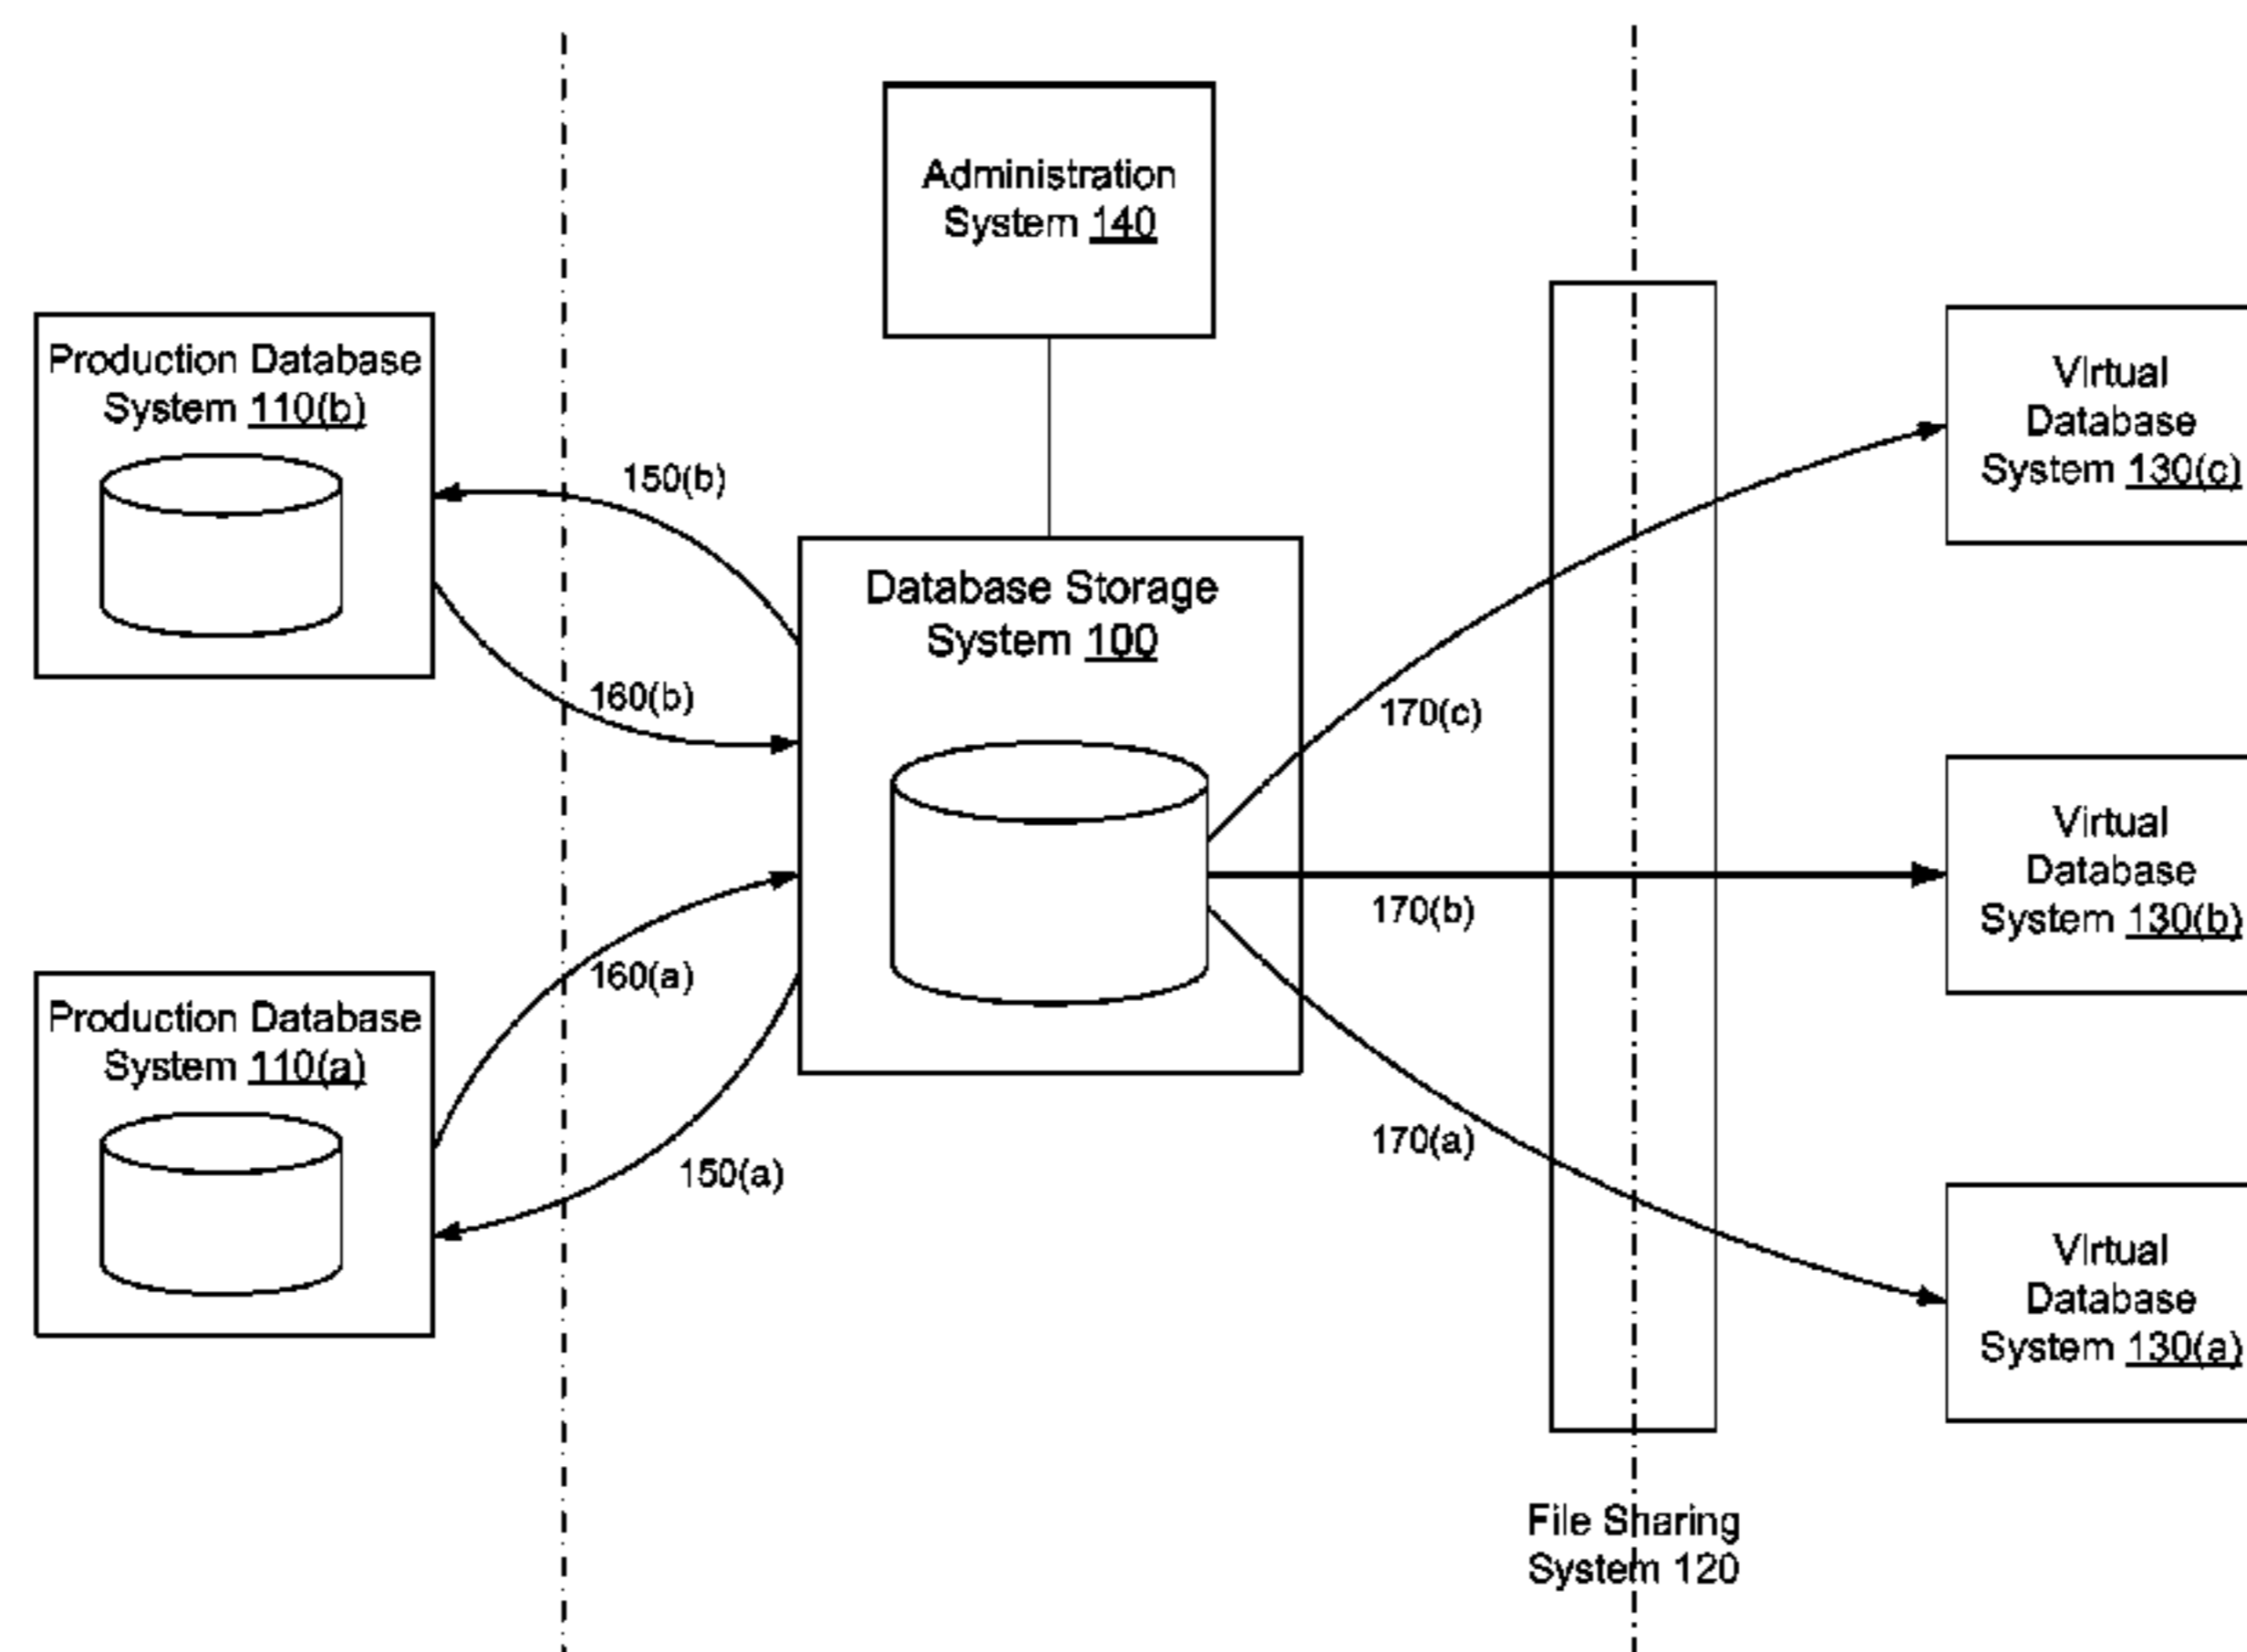 Administration
System 140
Production Database
System 110(b)
VIrtual
Database
System 130(c)
150(b)
Database Storage
System 100
160(b)
170(c)
Virtual
Database
System 130(b)
170(b)
160(a)
Production Database
System 110(a)
150(a)
170(a)
VIrtual
Database
System 130(a)
File Sharing
System 120